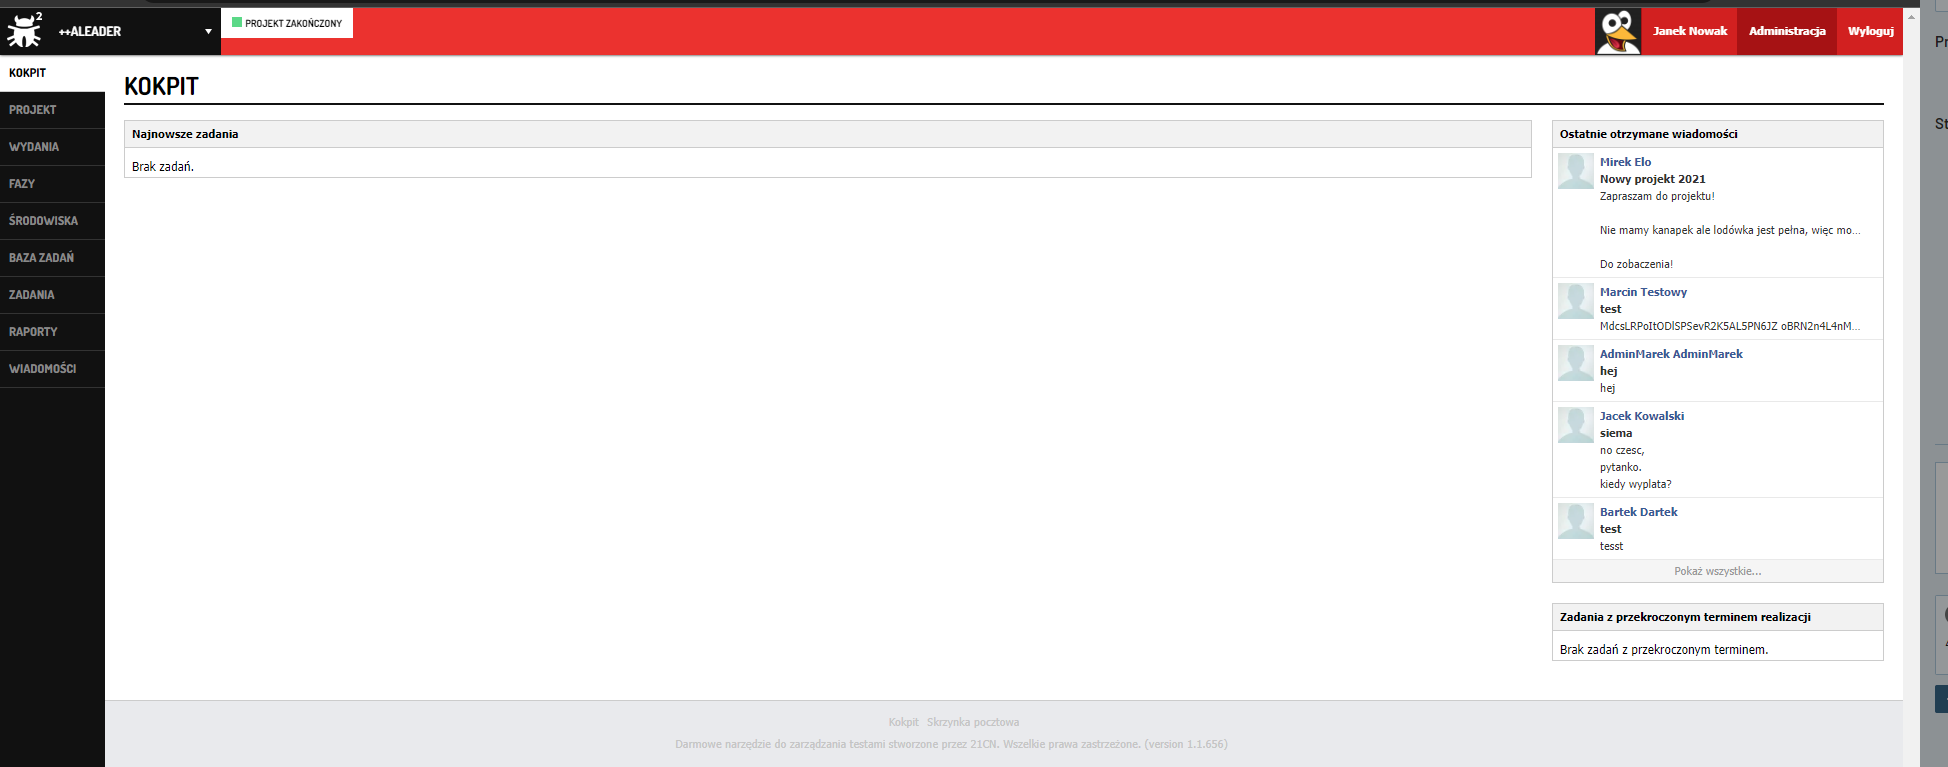 2
++ALEADER
PROJEKT ZAKOŃCZONY
Janek Nowak
Administracja
Wyloguj
KOKPIT
PROJEKT
WYDANIA
FAZY
ŚRODOWISKA
BAZA ZADAŃ
ZADANIA
RAPORTY
WIADOMOŚCI
KOKPIT
Najnowsze zadania
Brak zadań.
Ostatnie otrzymane wiadomości
Mirek Elo
Nowy projekt 2021
Zapraszam do projektu!
Nie mamy kanapek ale lodówka jest pełna, więc mo...
Do zobaczenia!
Marcin Testowy
test
MdcsLRPoItODlSPSevR2K5AL5PN6JZ oBRN2n4L4nM...
AdminMarek AdminMarek
hej
hej
Jacek Kowalski
siema
no czesc,
pytanko.
kiedy wyplata?
Bartek Dartek
test
tesst
Pokaż wszystkie...
Zadania z przekroczonym terminem realizacji
Brak zadań z przekroczonym terminem.
Kokpit Skrzynka pocztowa
Darmowe narzędzie do zarządzania testami stworzone przez 21CN. Wszelkie prawa zastrzeżone. (version 1.1.656)
Pr
St